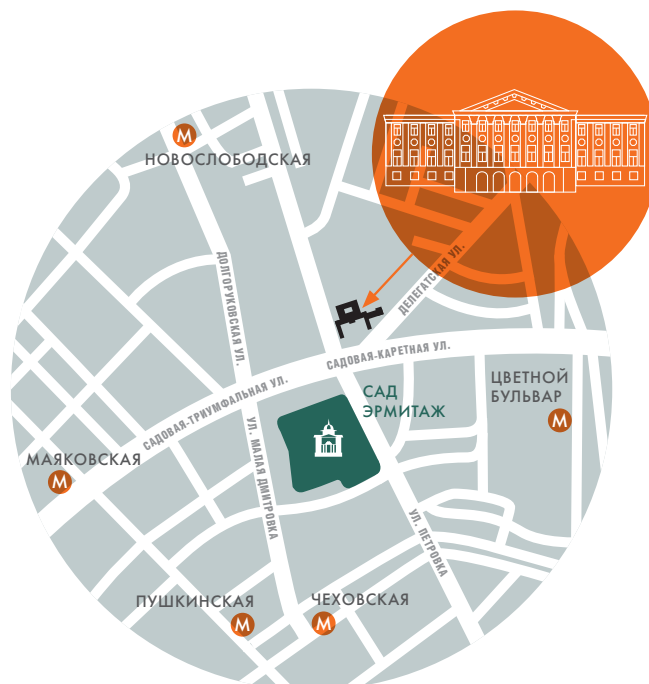 М
НОВОСЛОБОДСКАЯ
ДОЛГОРУКОВСКАЯ УЛ.
ДЕЛЕГАТСКАЯ УЛ.
САДОВАЯ-КАРЕТНАЯ УЛ.
САДОВАЯ-ТРИУМФАЛЬНАЯ УЛ.
САД
ЭРМИТАЖ
ЦВЕТНОЙ
БУЛЬВАР
М
МАЯКОВСКАЯ
М
УЛ. МАЛАЯ ДМИТРОВКА
УЛ. ПЕТРОВКА
ПУШКИНСКАЯ
М
ЧЕХОВСКАЯ
М